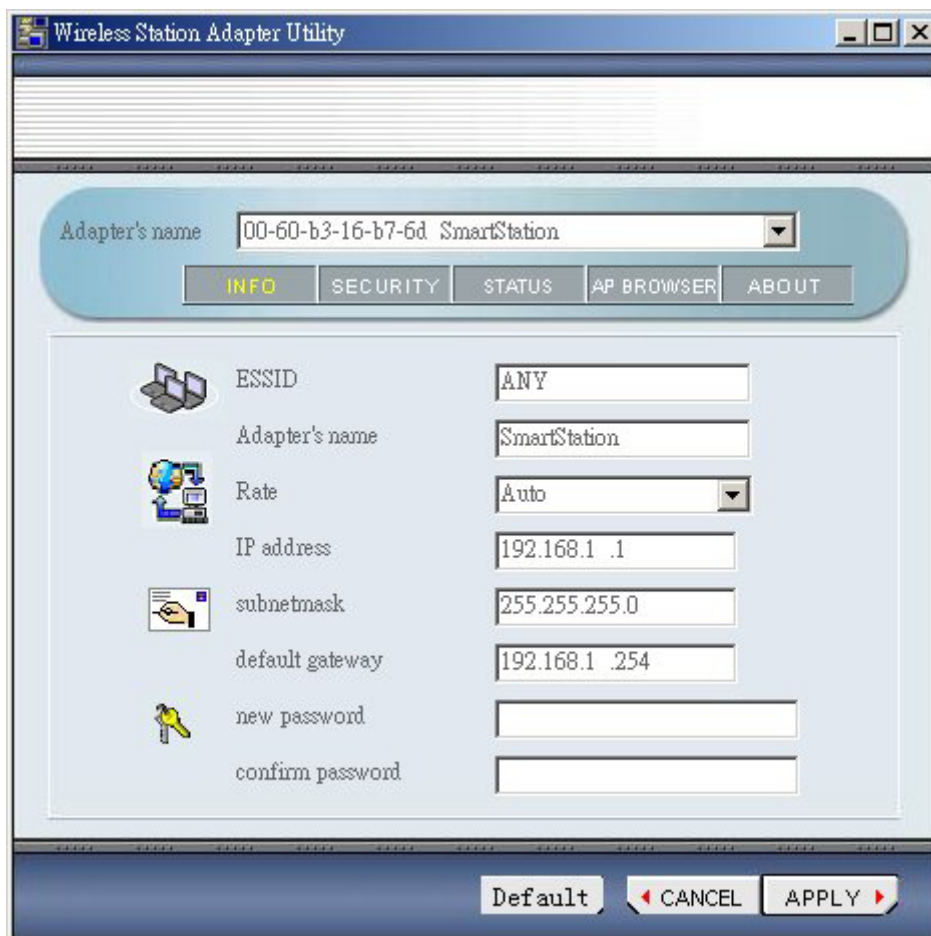 Wireless Station Adapter Utility
Adapter's name 00-60-b3-16-b7-6d SmartStation
INFO SECURITY STATUS AP BROWSER ABOUT
ESSID ANY
Adapter's name SmartStation
Rate Auto
IP address 192.168.1 .1
subnetmask 255.255.255.0
default gateway 192.168.1 .254
new password
confirm password
Default CANCEL APPLY